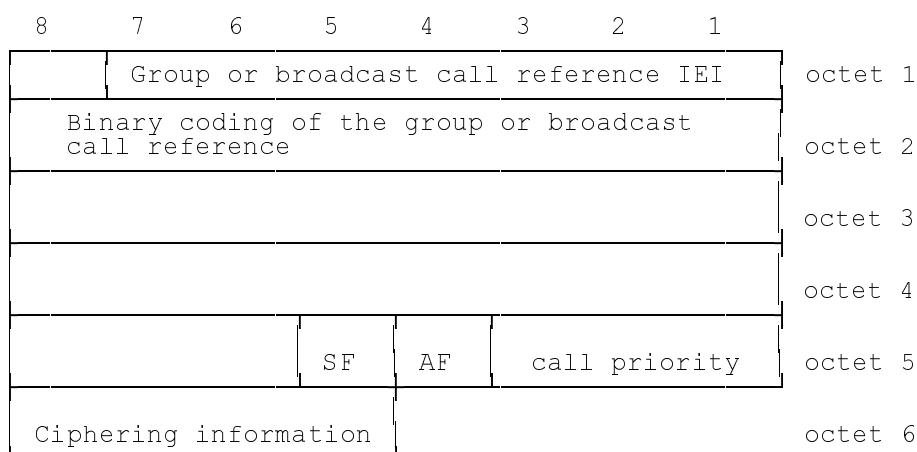 8 7 6 5 4 3 2 1
Group or broadcast call reference IEI octet 1
Binary coding of the group or broadcast
call reference octet 2
octet 3
octet 4
SF AF call priority octet 5
Ciphering information octet 6